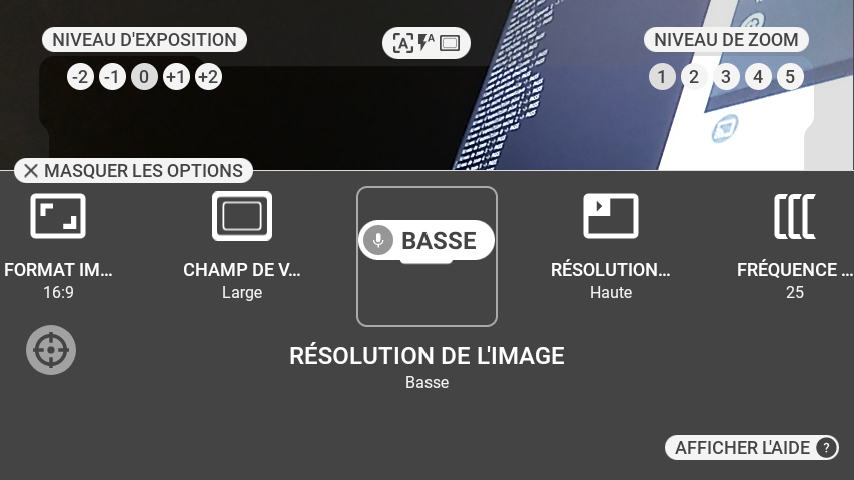 NIVEAU D'EXPOSITION
-2 -1 0 +1 +2
A
A
NIVEAU DE ZOOM
1 2 3 4 5
MASQUER LES OPTIONS
FORMAT IM...
16:9
CHAMP DE V...
Large
BASSE
RÉSOLUTION...
Haute
FRÉQUENCE ...
25
RÉSOLUTION DE L'IMAGE
Basse
AFFICHER L'AIDE ?